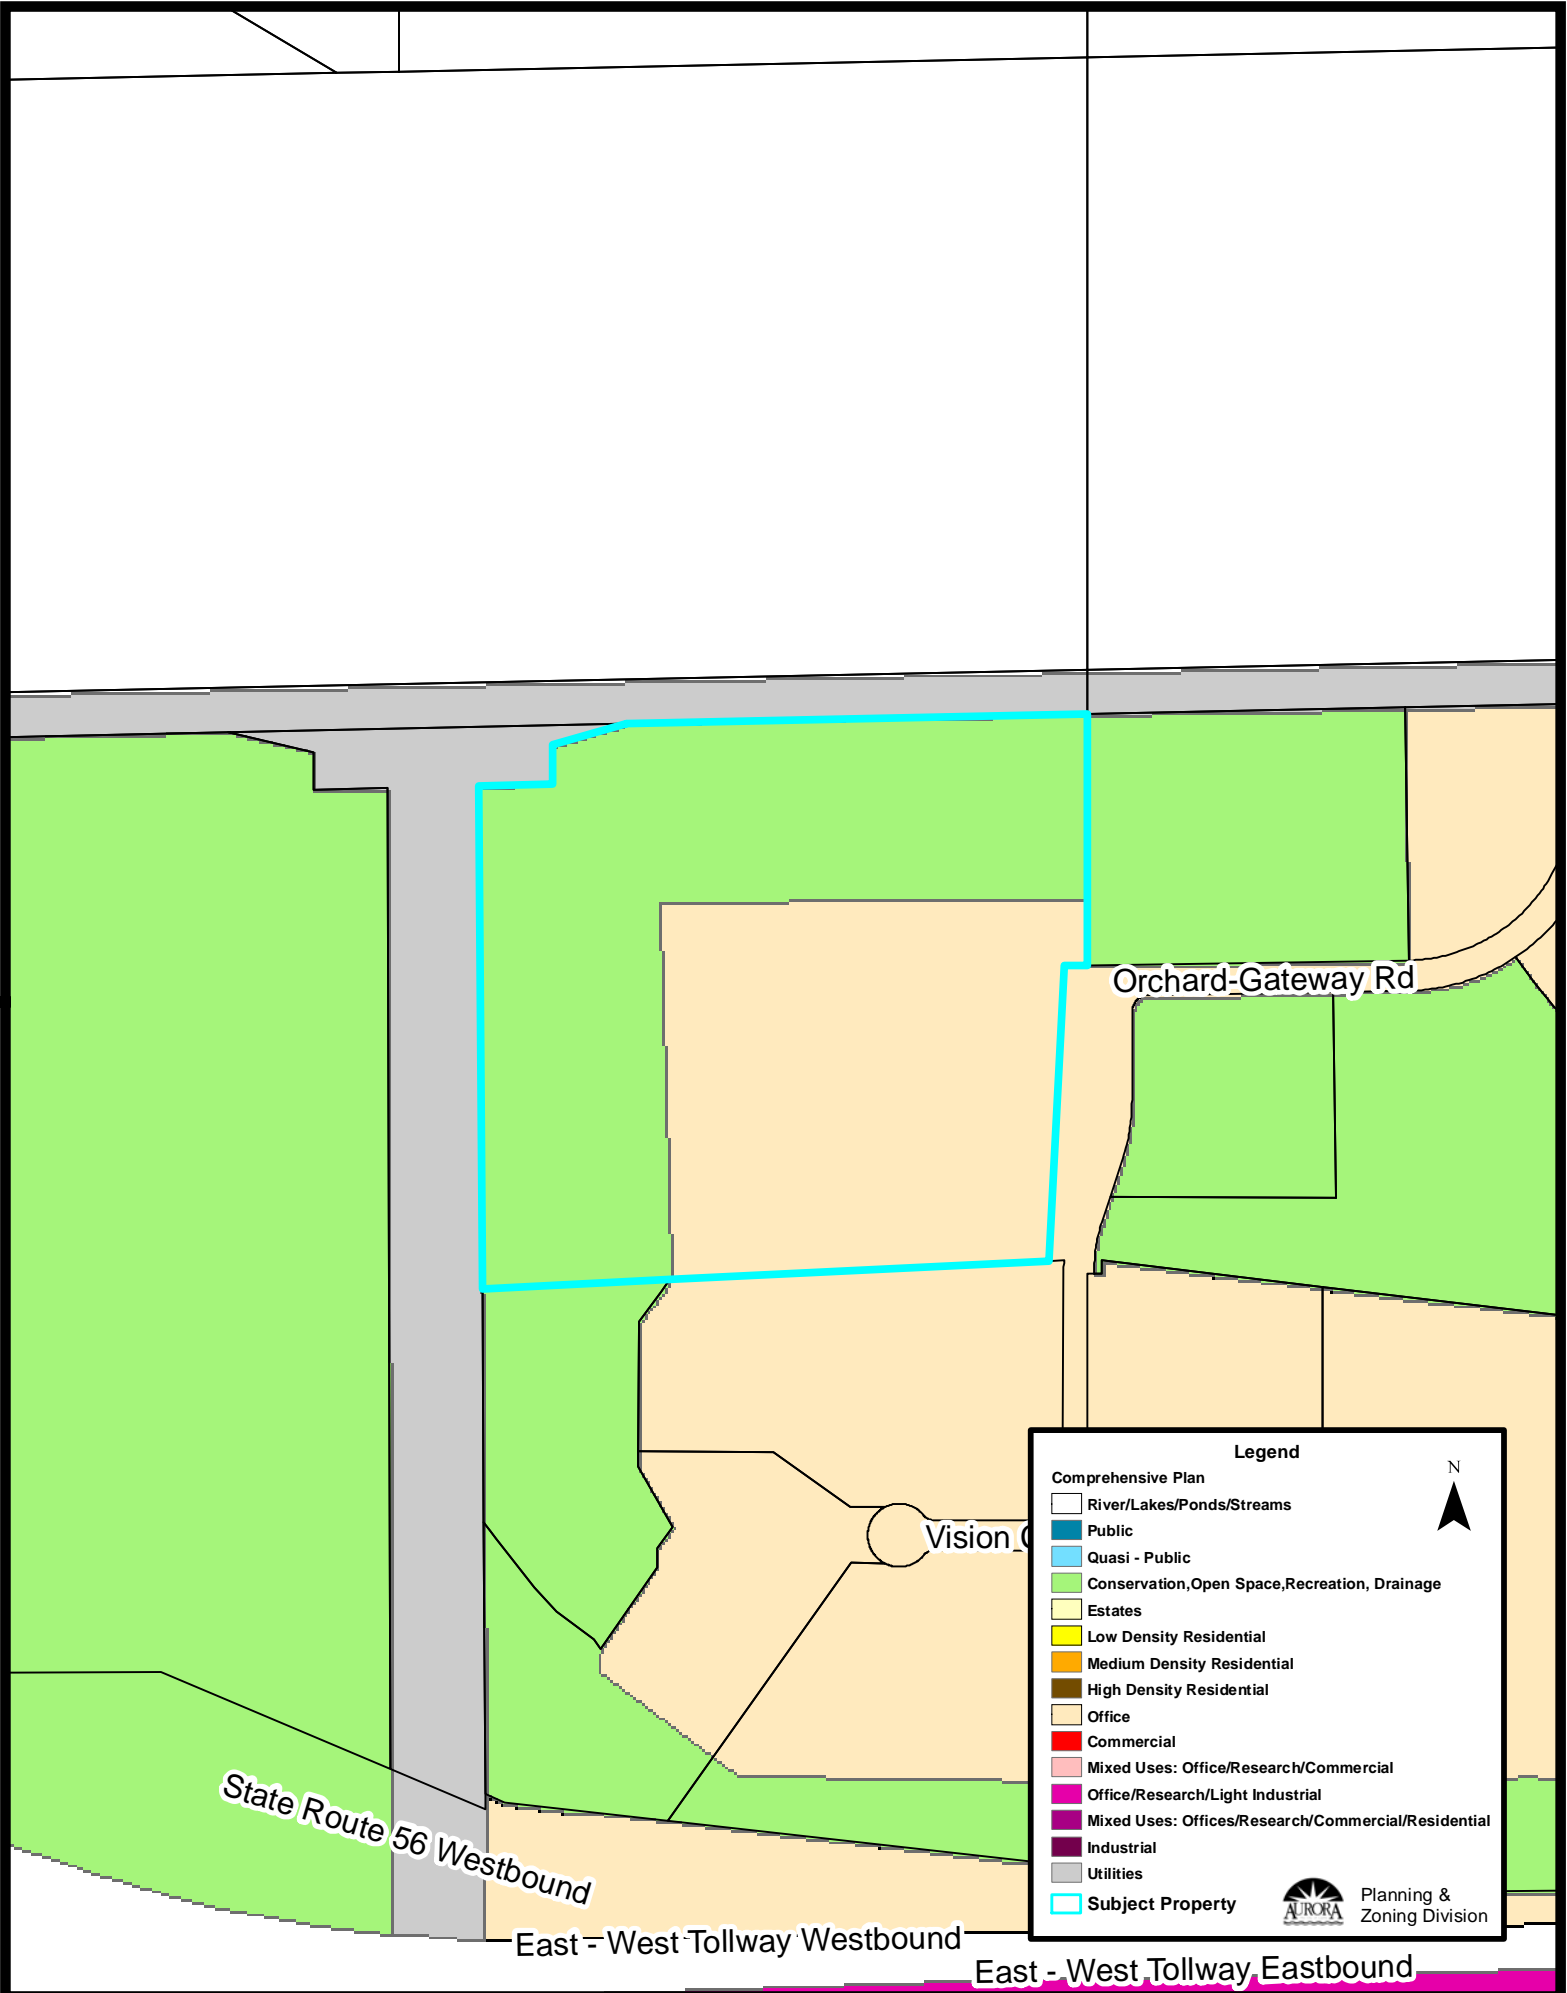 Orchard-Gateway Rd
Vision
Legend
Comprehensive Plan
N
River/Lakes/Ponds/Streams
Public
Quasi - Public
Conservation,Open Space,Recreation, Drainage
Estates
Low Density Residential
Medium Density Residential
High Density Residential
Office
Commercial
Mixed Uses: Office/Research/Commercial
Office/Research/Light Industrial
Mixed Uses: Offices/Research/Commercial/Residential
Industrial
Utilities
Subject Property
AURORA
Planning &
Zoning Division
State Route 56 Westbound
East - West Tollway Westbound
East - West Tollway Eastbound